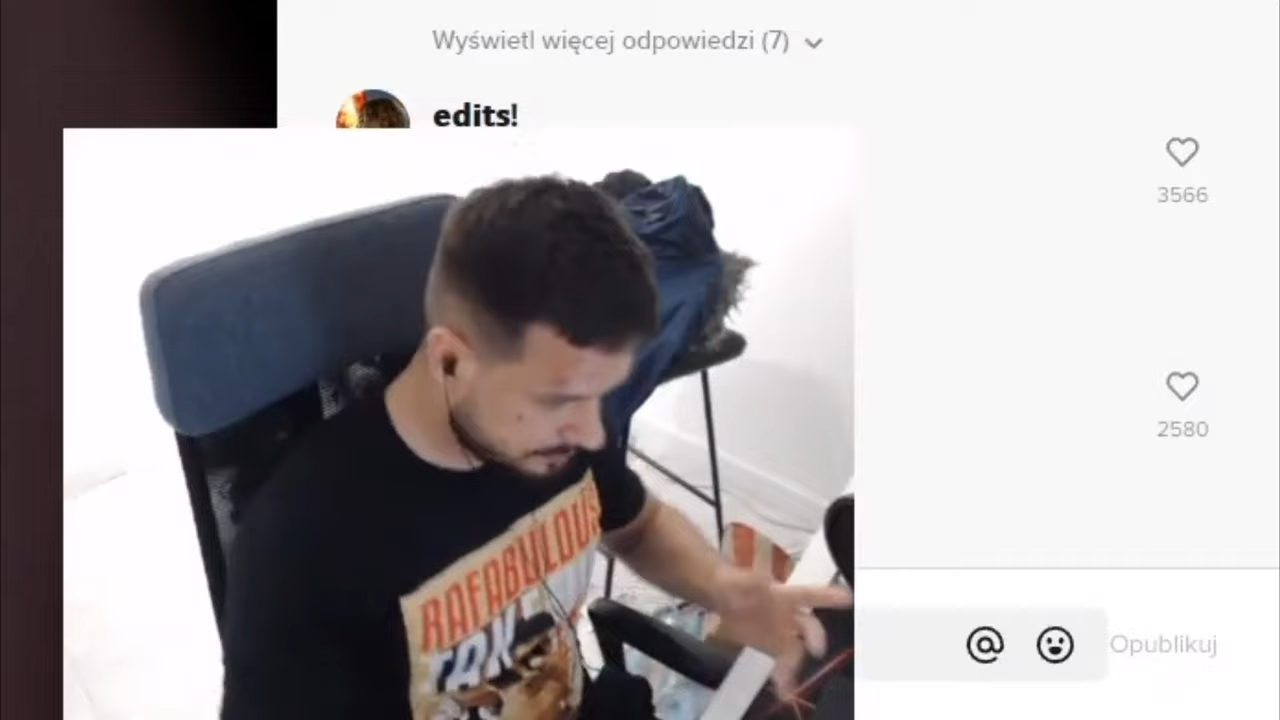 Wyświetl więcej odpowiedzi (7)
edits!
3566
2580
@
Opublikuj
RAFABULOUS